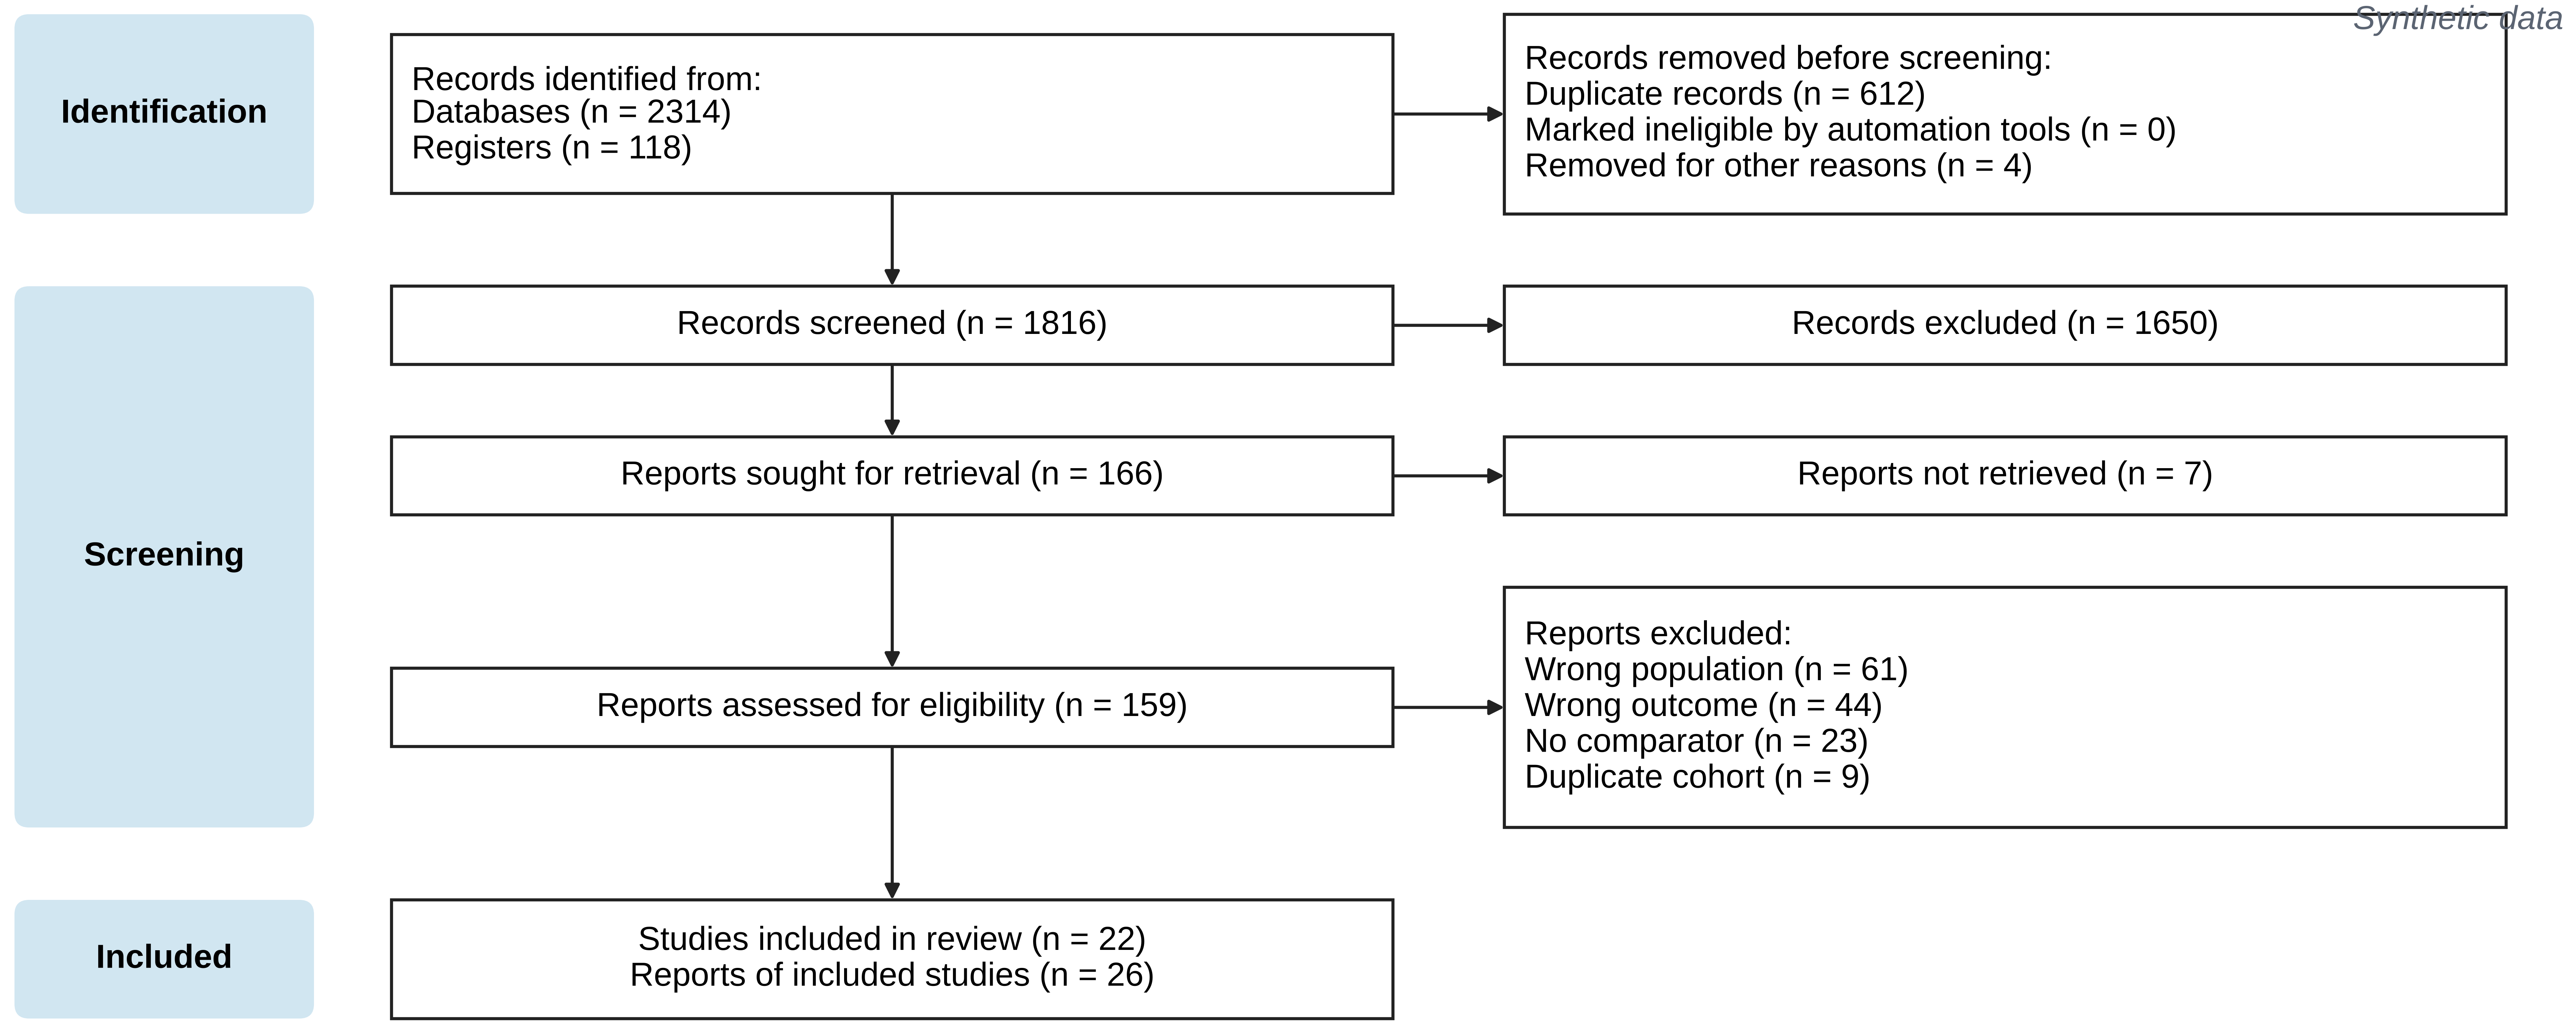 Synthetic data
Identification
Records identified from:
Databases (n = 2314)
Registers (n = 118)
Records removed before screening:
Duplicate records (n = 612)
Marked ineligible by automation tools (n = 0)
Removed for other reasons (n = 4)
Screening
Records screened (n = 1816)
Records excluded (n = 1650)
Reports sought for retrieval (n = 166)
Reports not retrieved (n = 7)
Reports assessed for eligibility (n = 159)
Reports excluded:
Wrong population (n = 61)
Wrong outcome (n = 44)
No comparator (n = 23)
Duplicate cohort (n = 9)
Included
Studies included in review (n = 22)
Reports of included studies (n = 26)